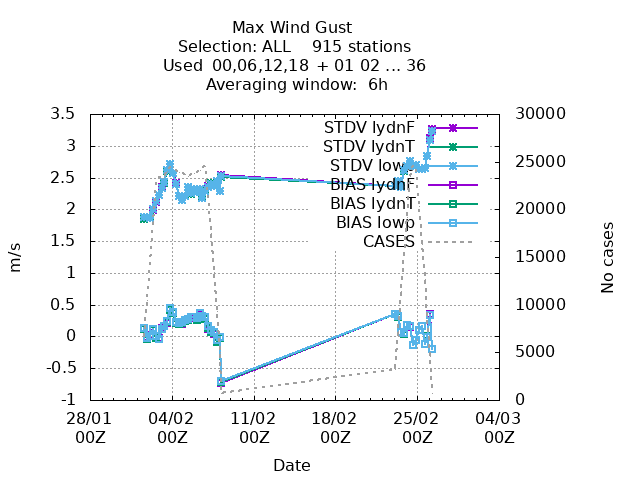 Max Wind Gust
Selection: ALL    915 stations
Used  00,06,12,18 + 01 02 ... 36
Averaging window:  6h
3.5
3
2.5
2
1.5
1
0.5
0
-0.5
-1
m/s
30000
25000
20000
15000
10000
5000
0
No cases
STDV lydnF
STDV lydnT
STDV lowp
BIAS lydnF
BIAS lydnT
BIAS lowp
CASES
28/01 04/02 11/02 18/02 25/02 04/03
00Z 00Z 00Z 00Z 00Z 00Z
Date